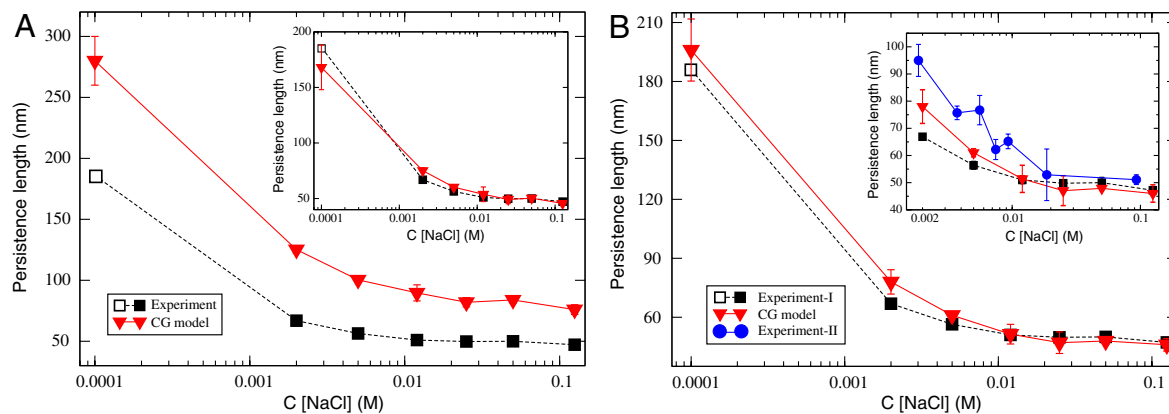 A
Persistence length (nm)
300
250
200
150
100
50
0.0001
0.001
0.01
0.1
C [NaCl] (M)
Experiment
CG model
Persistence length (nm)
200
150
100
50
0.0001
0.001
0.01
0.1
C [NaCl] (M)
B
Persistence length (nm)
210
180
150
120
90
60
0.0001
0.001
0.01
0.1
C [NaCl] (M)
Experiment-I
CG model
Experiment-II
Persistence length (nm)
100
90
80
70
60
50
40
0.002
0.01
0.1
C [NaCl] (M)